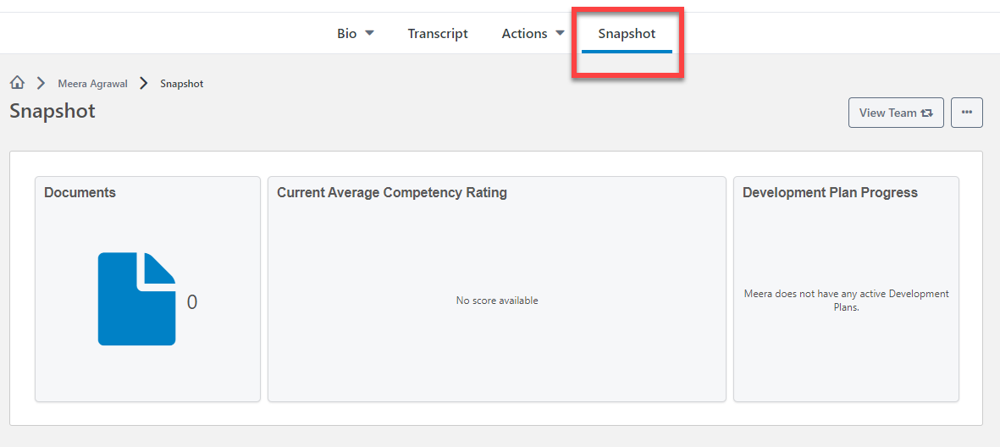 Bio Transcript Actions Snapshot
Meera Agrawal Snapshot
Snapshot
View Team ...
Documents
0
Current Average Competency Rating
No score available
Development Plan Progress
Meera does not have any active Development
Plans.